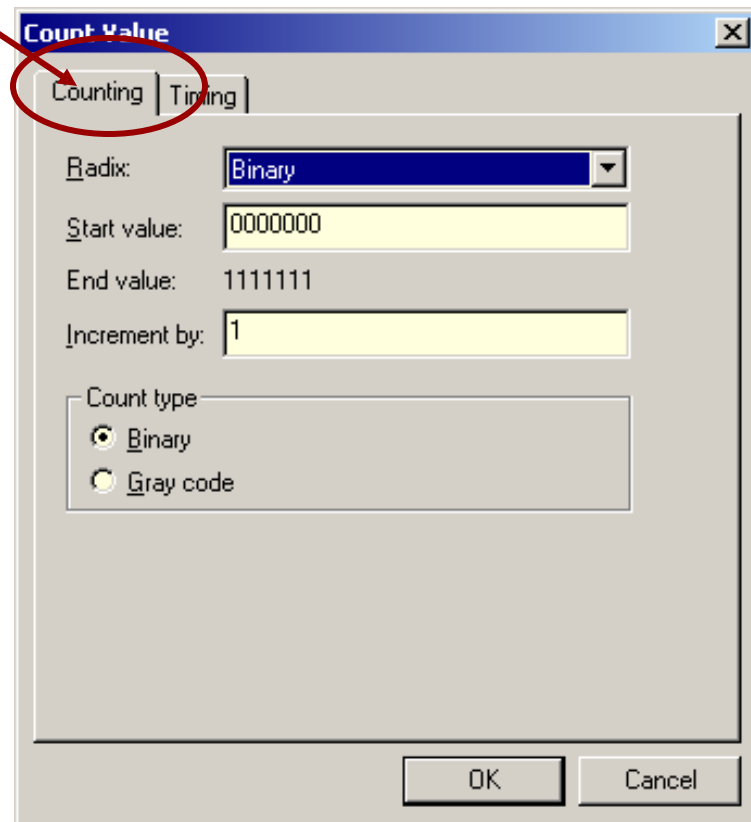 Count Value
Counting Timing
Radix: Binary
Start value: 0000000
End value: 1111111
Increment by: 1
Count type
Binary
Gray code
OK Cancel